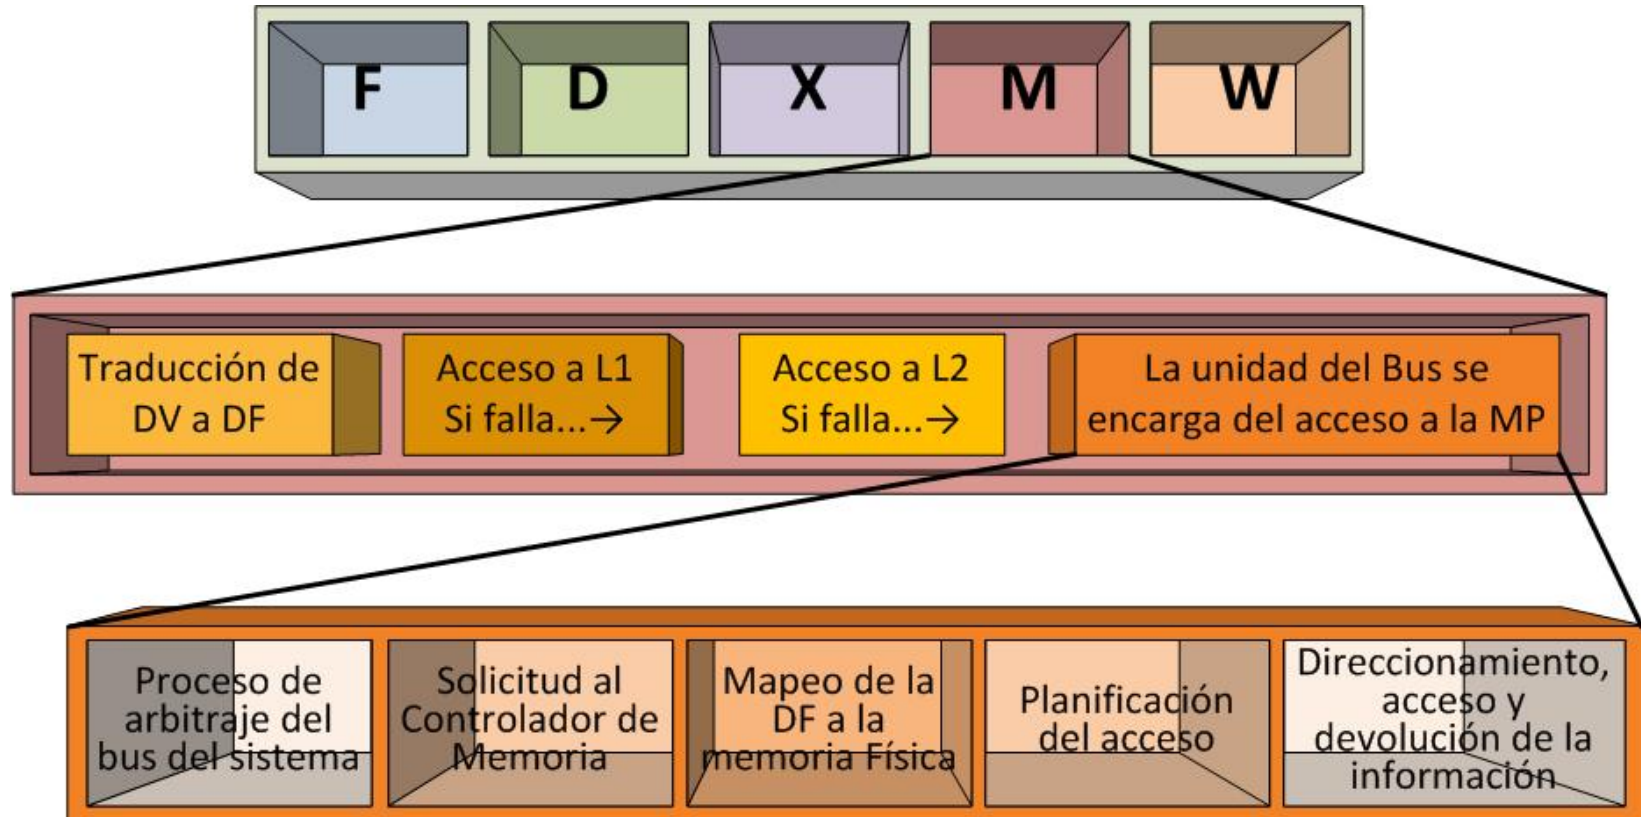 F
D
X
M
W
Traducción de
DV a DF
Acceso a L1
Si falla...→
Acceso a L2
Si falla...→
La unidad del Bus se
encarga del acceso a la MP
Proceso de
arbitraje del
bus del sistema
Solicitud al
Controlador de
Memoria
Mapeo de la
DF a la
memoria Física
Planificación
del acceso
Direccionamiento,
acceso y
devolución de la
información